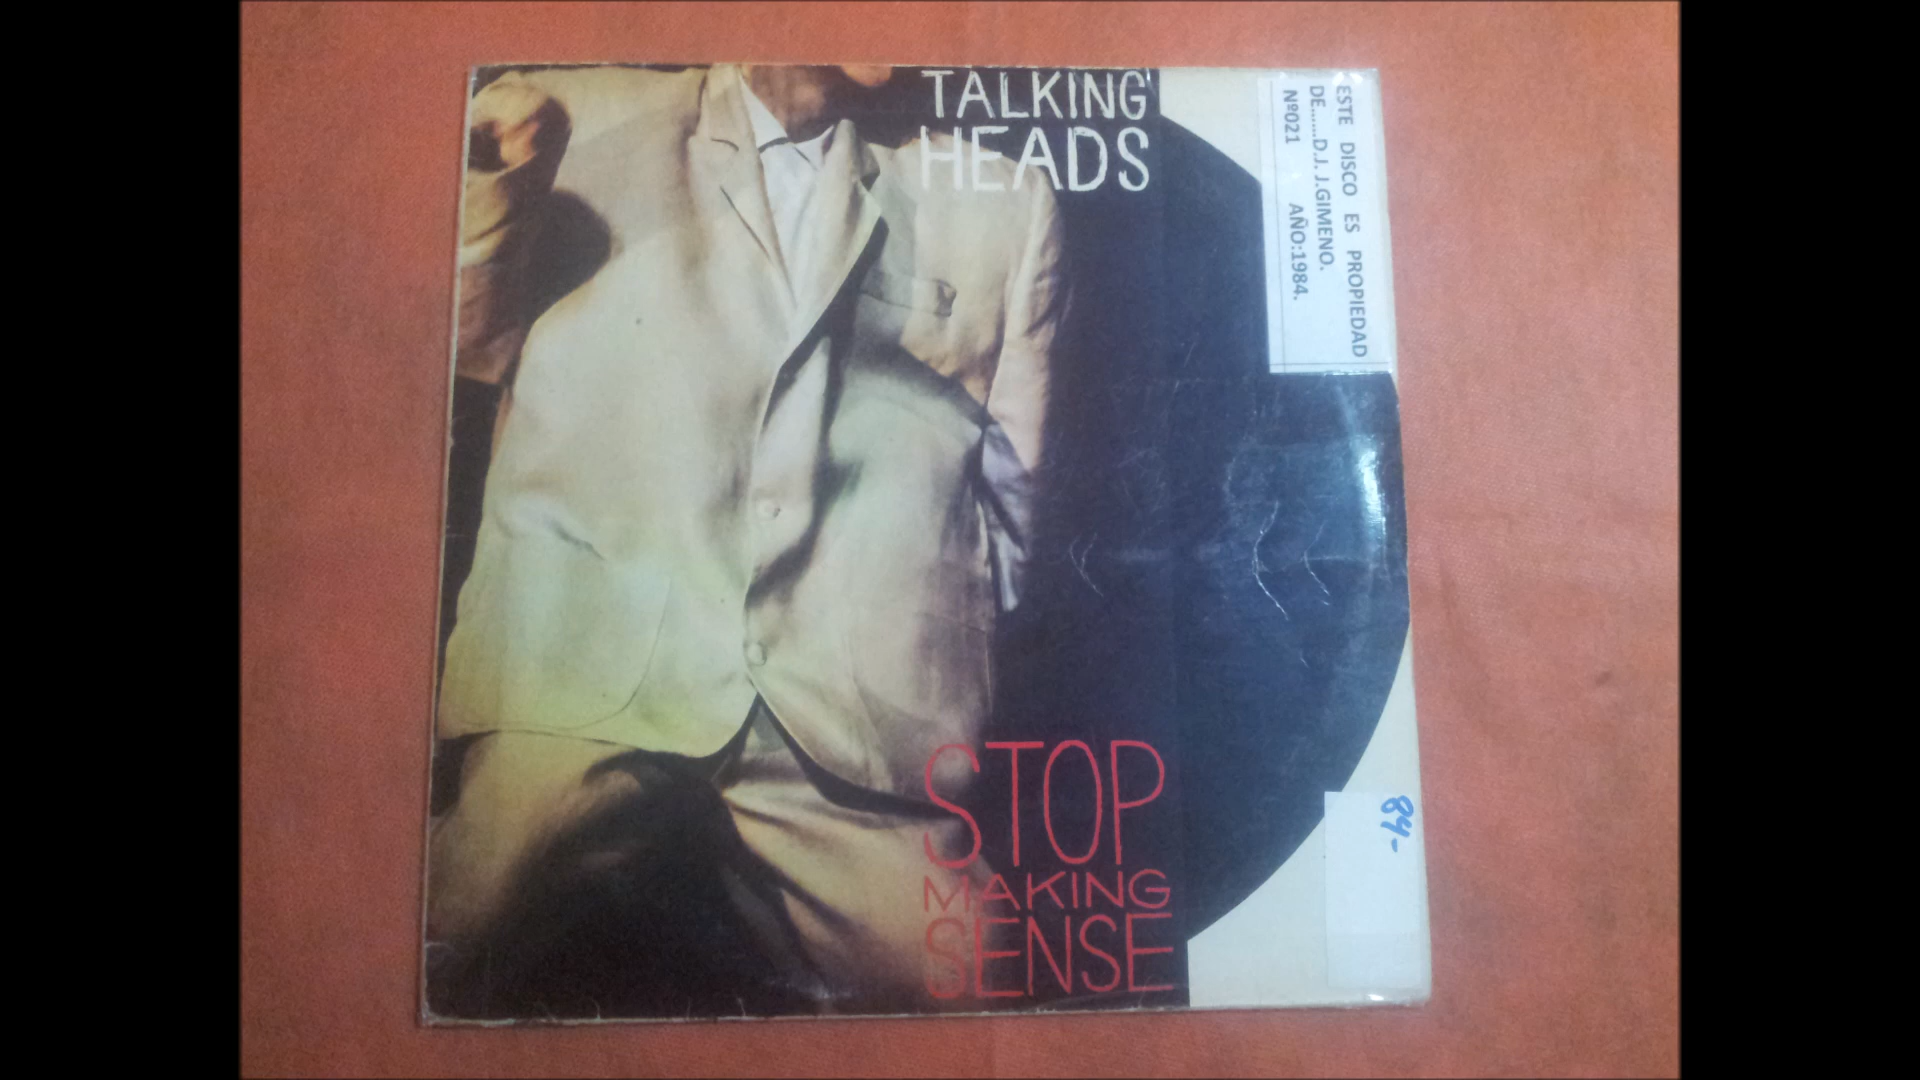 TALKING
HEADS
ESTE DISCO ES PROPIEDAD
DE.......D.J. J.GIMENO.
Nº021 AÑO:1984.
STOP
MAKING
SENSE
84-